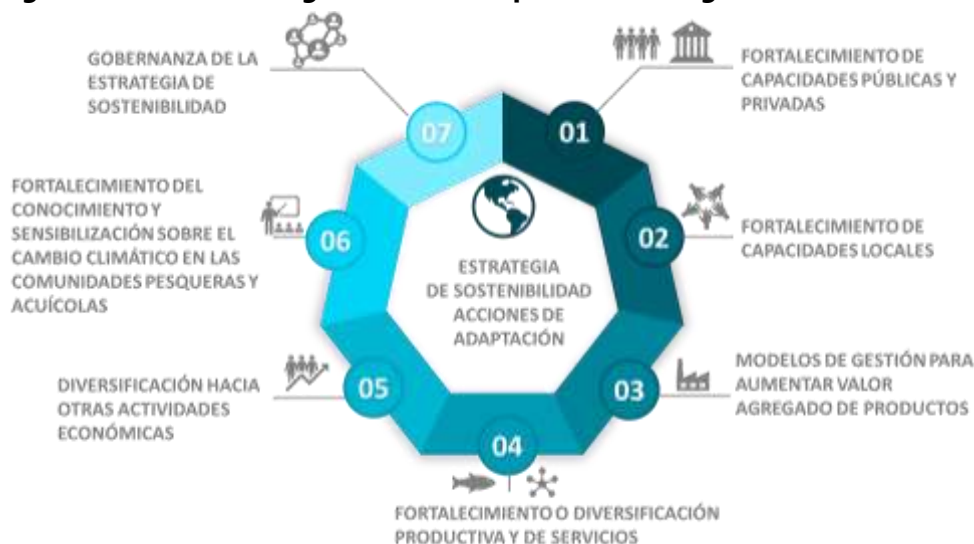 GOBERNANZA DE LA
ESTRATEGIA DE
SOSTENIBILIDAD
07
01
FORTALECIMIENTO DE
CAPACIDADES PÚBLICAS Y
PRIVADAS
FORTALECIMIENTO DEL
CONOCIMIENTO Y
SENSIBILIZACIÓN SOBRE EL
CAMBIO CLIMÁTICO EN LAS
COMUNIDADES PESQUERAS Y
ACUÍCOLAS
06
02
FORTALECIMIENTO DE
CAPACIDADES LOCALES
ESTRATEGIA
DE SOSTENIBILIDAD
ACCIONES DE
ADAPTACIÓN
DIVERSIFICACIÓN HACIA
OTRAS ACTIVIDADES
ECONÓMICAS
05
03
MODELOS DE GESTIÓN PARA
AUMENTAR VALOR
AGREGADO DE PRODUCTOS
04
FORTALECIMIENTO O DIVERSIFICACIÓN
PRODUCTIVA Y DE SERVICIOS